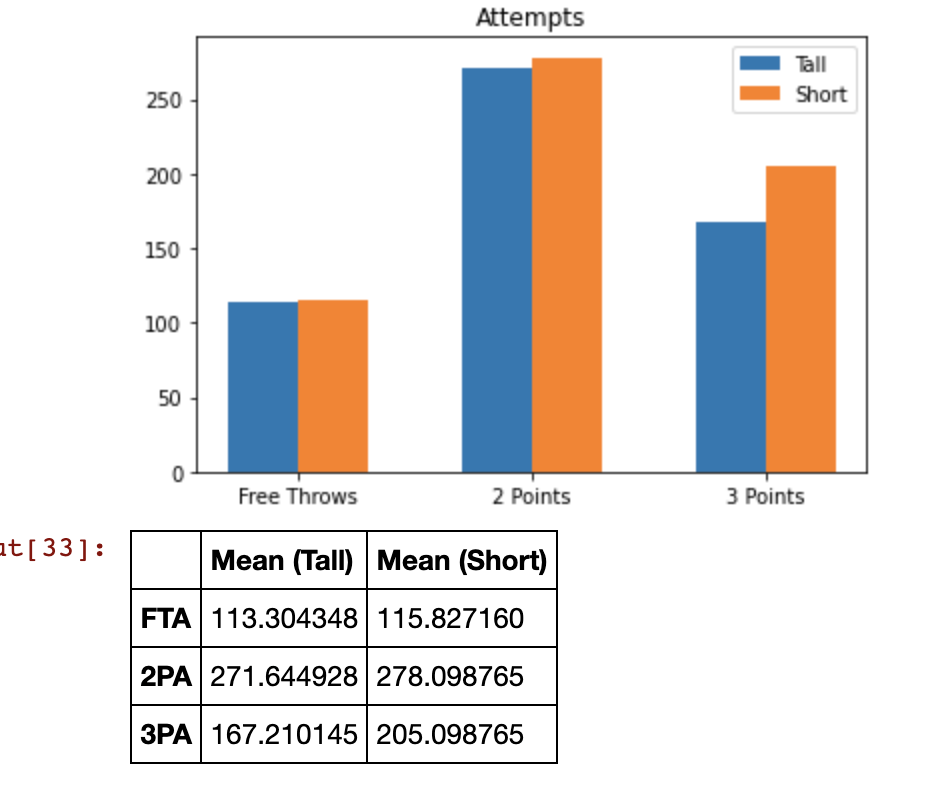 Attempts
Tall
Short
250
200
150
100
50
0
Free Throws 2 Points 3 Points
ut[33]:
Mean (Tall) Mean (Short)
FTA 113.304348 115.827160
2PA 271.644928 278.098765
3PA 167.210145 205.098765